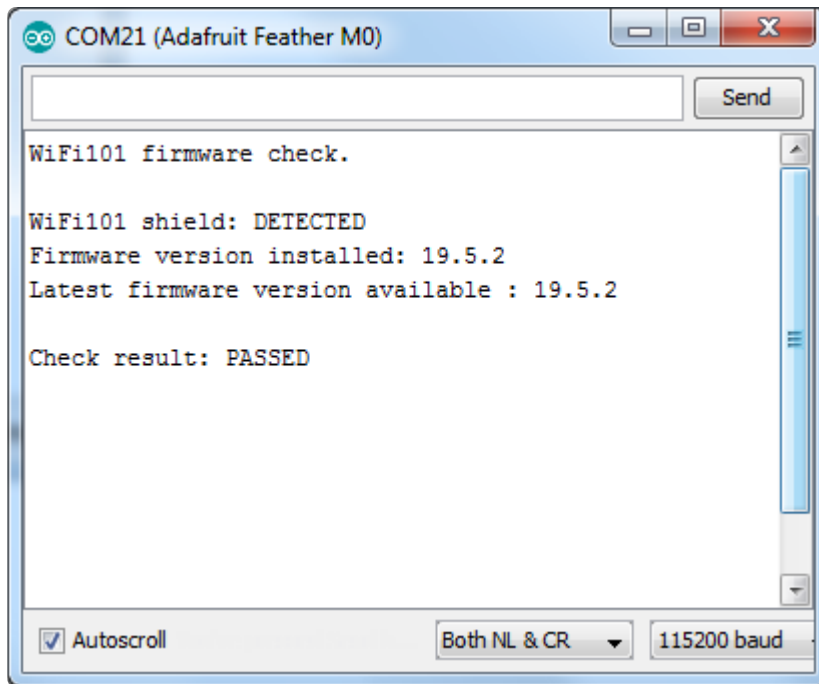 COM21 (Adafruit Feather M0)
Send
WiFi101 firmware check.
WiFi101 shield: DETECTED
Firmware version installed: 19.5.2
Latest firmware version available : 19.5.2
Check result: PASSED
Autoscroll
Both NL & CR
115200 baud